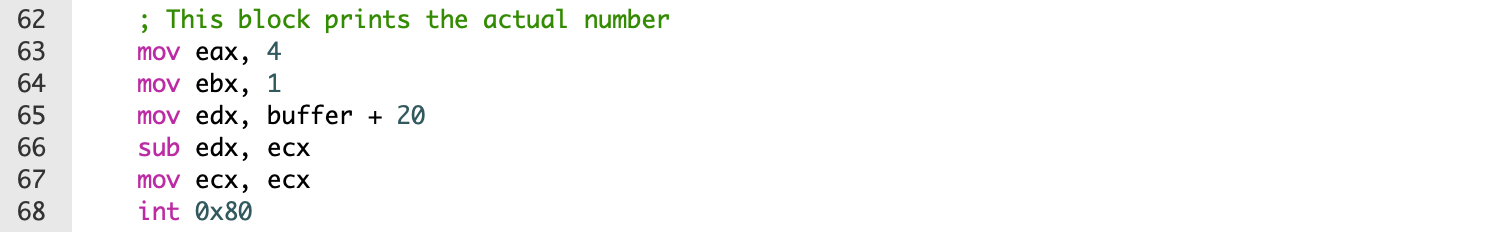 62 ; This block prints the actual number
63 mov eax, 4
64 mov ebx, 1
65 mov edx, buffer + 20
66 sub edx, ecx
67 mov ecx, ecx
68 int 0x80